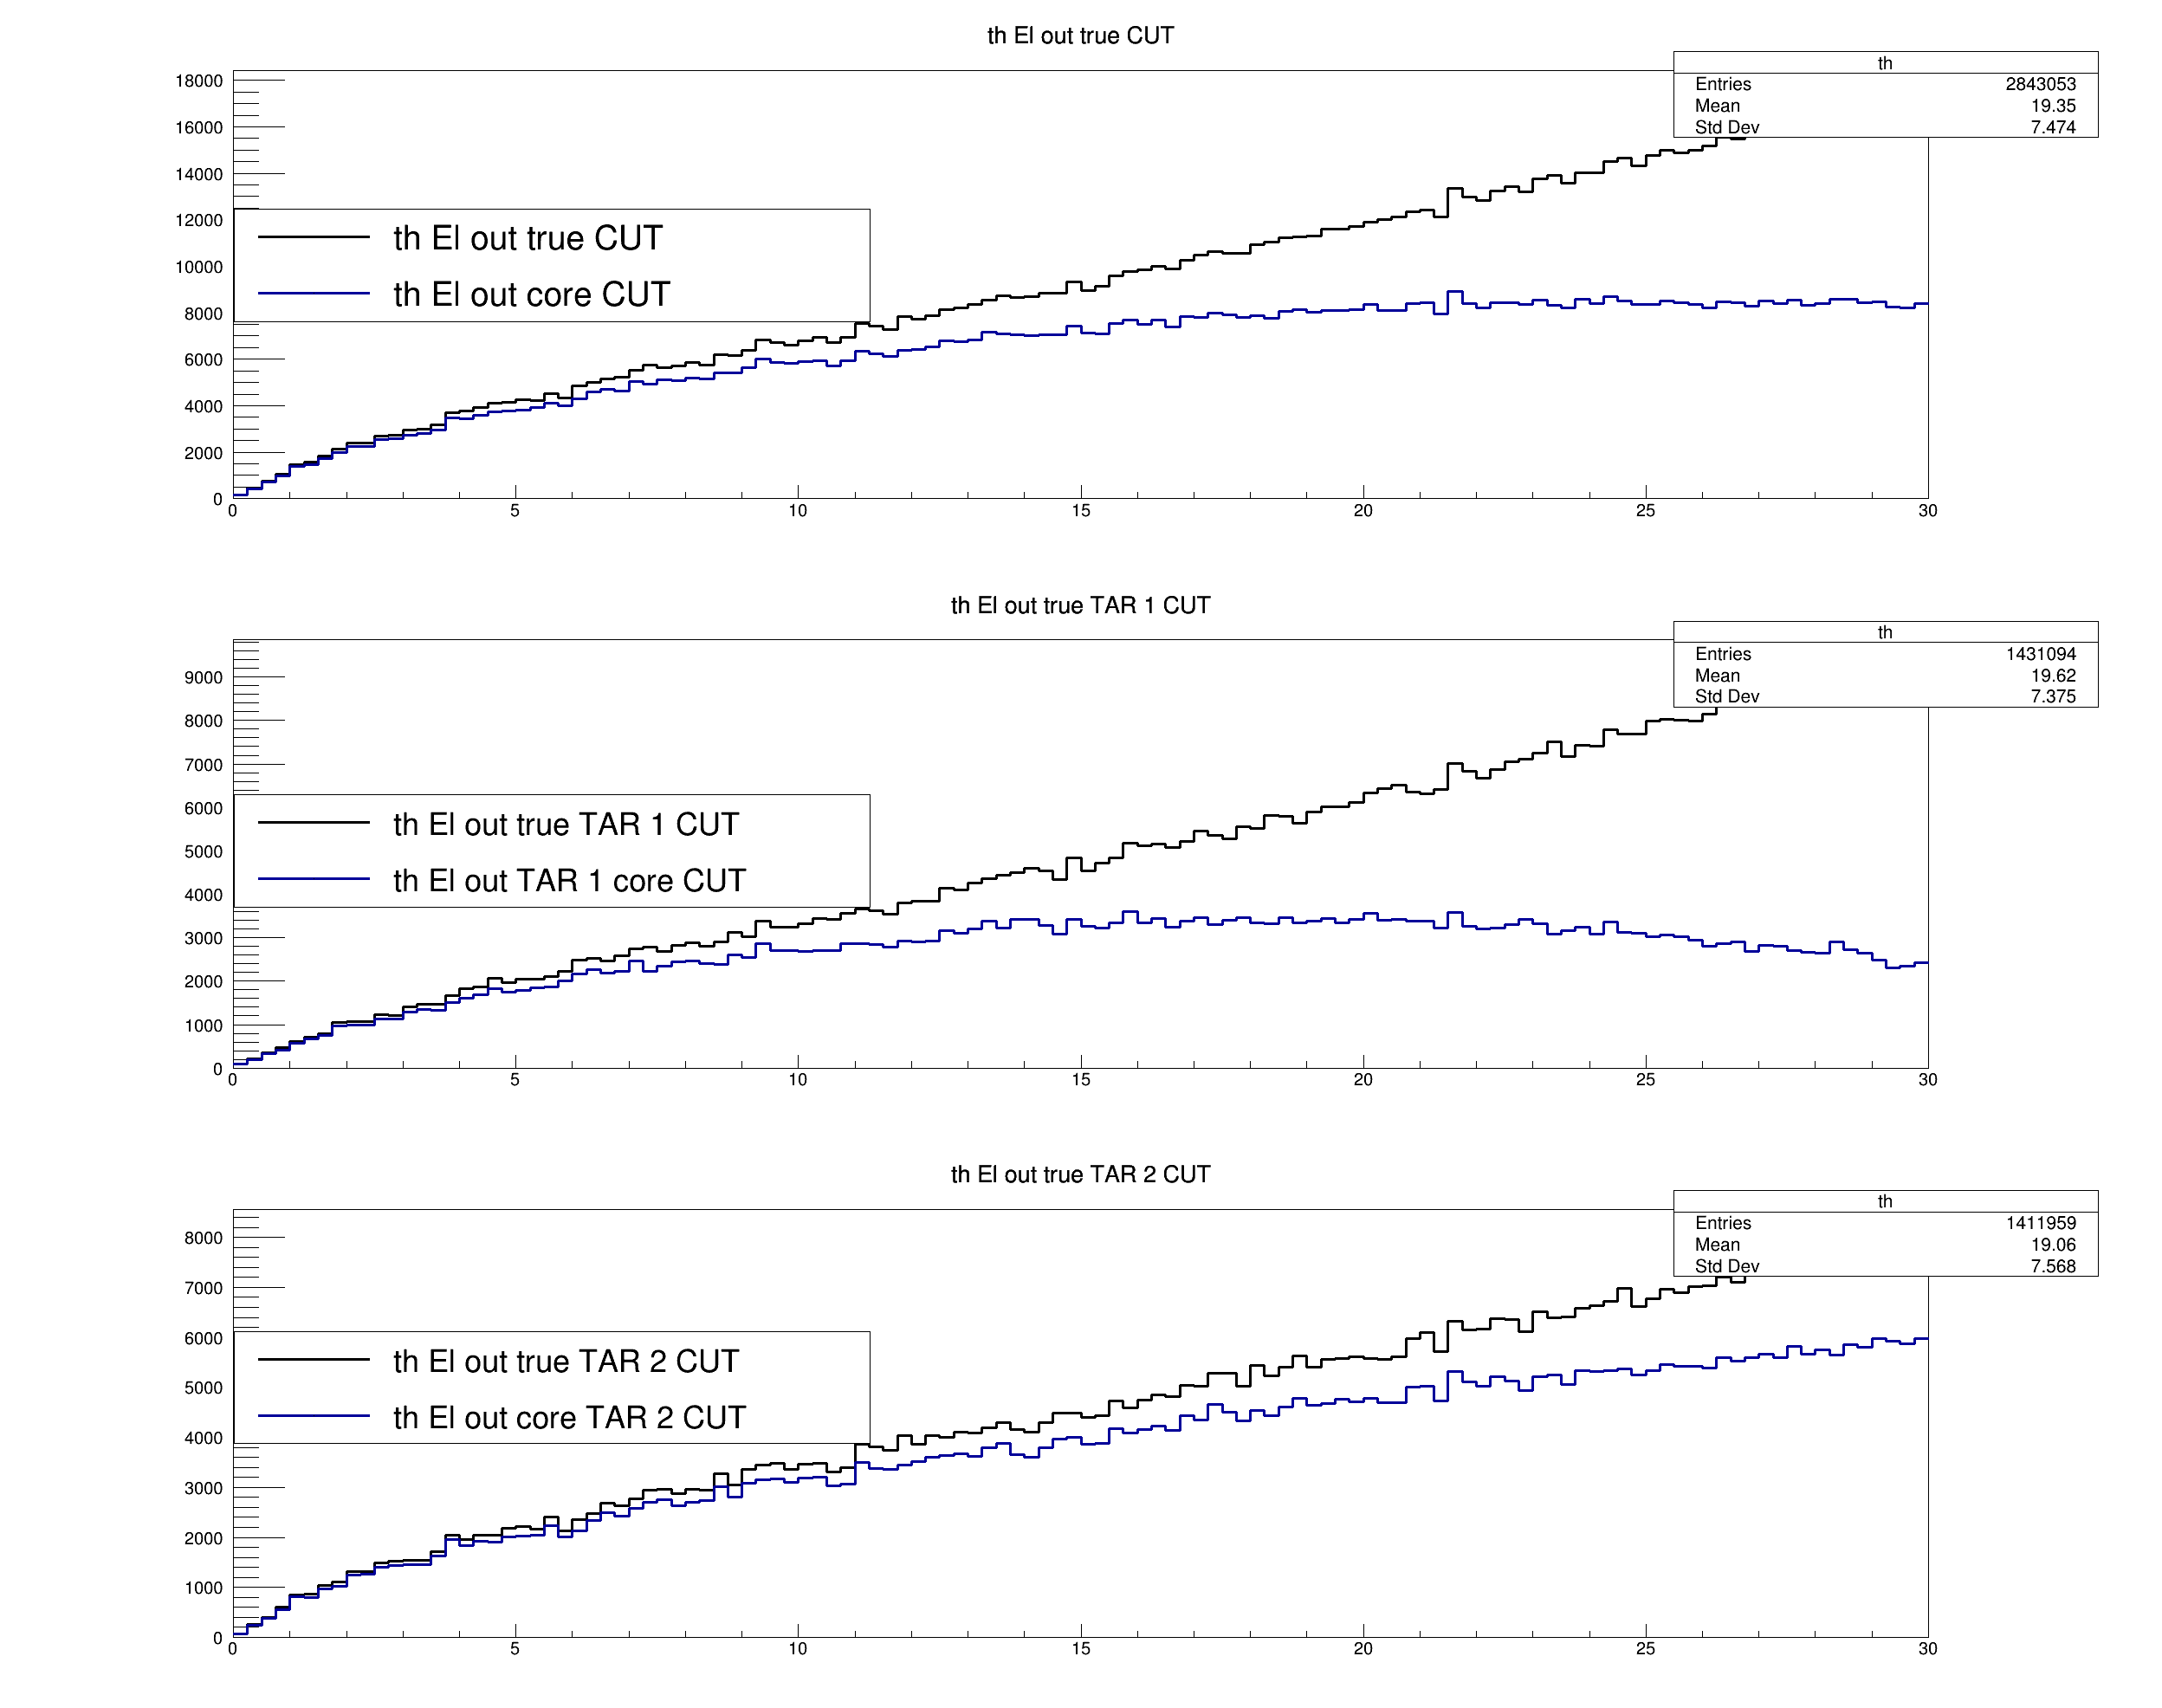 th El out true CUT
th
Entries 2843053
Mean 19.35
Std Dev 7.474
18000
16000
14000
12000
10000
8000
6000
4000
2000
0
th El out true CUT
th El out core CUT
0 5 10 15 20 25 30
th El out true TAR 1 CUT
th
Entries 1431094
Mean 19.62
Std Dev 7.375
9000
8000
7000
6000
5000
4000
3000
2000
1000
0
th El out true TAR 1 CUT
th El out TAR 1 core CUT
0 5 10 15 20 25 30
th El out true TAR 2 CUT
th
Entries 1411959
Mean 19.06
Std Dev 7.568
8000
7000
6000
5000
4000
3000
2000
1000
0
th El out true TAR 2 CUT
th El out core TAR 2 CUT
0 5 10 15 20 25 30